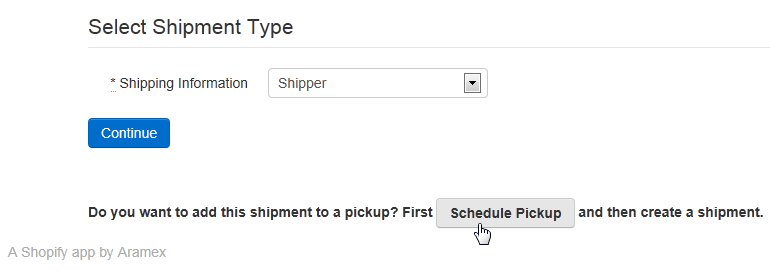 Select Shipment Type
* Shipping Information Shipper
Continue
Do you want to add this shipment to a pickup? First Schedule Pickup and then create a shipment.
A Shopify app by Aramex